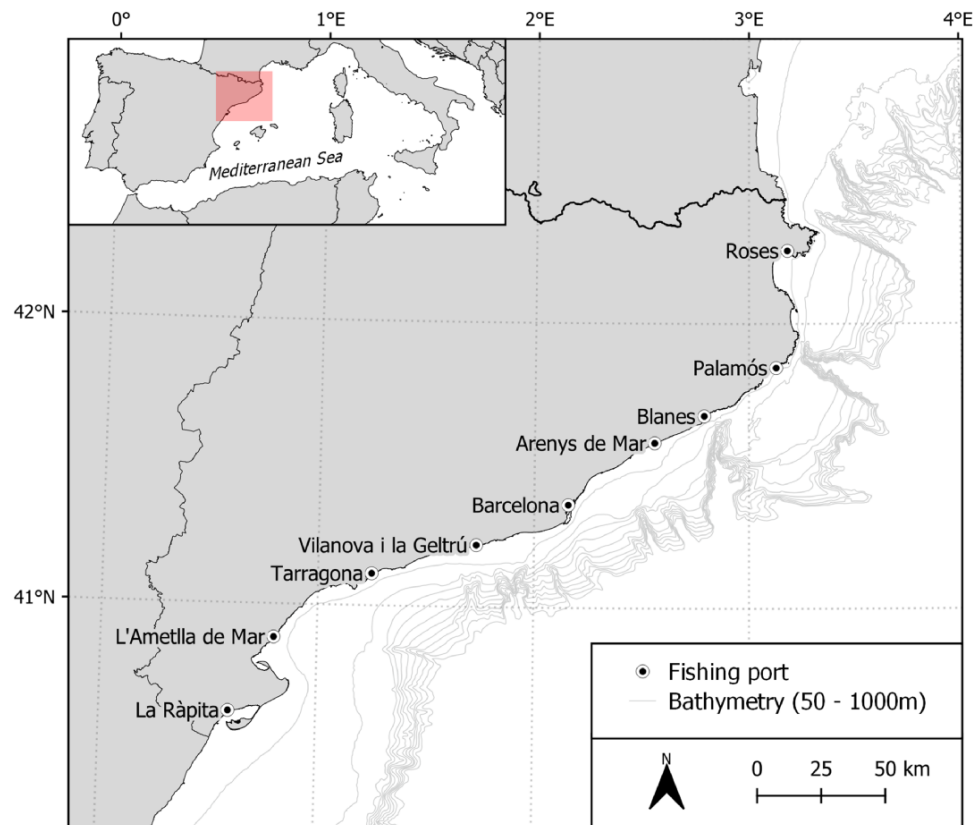 0°
1°E
2°E
3°E
4°E
Mediterranean Sea
Roses
42°N
Palamós
Blanes
Arenys de Mar
Barcelona
Vilanova i la Geltrú
Tarragona
41°N
L'Ametlla de Mar
La Ràpita
Fishing port
Bathymetry (50 - 1000m)
N
0 25 50 km